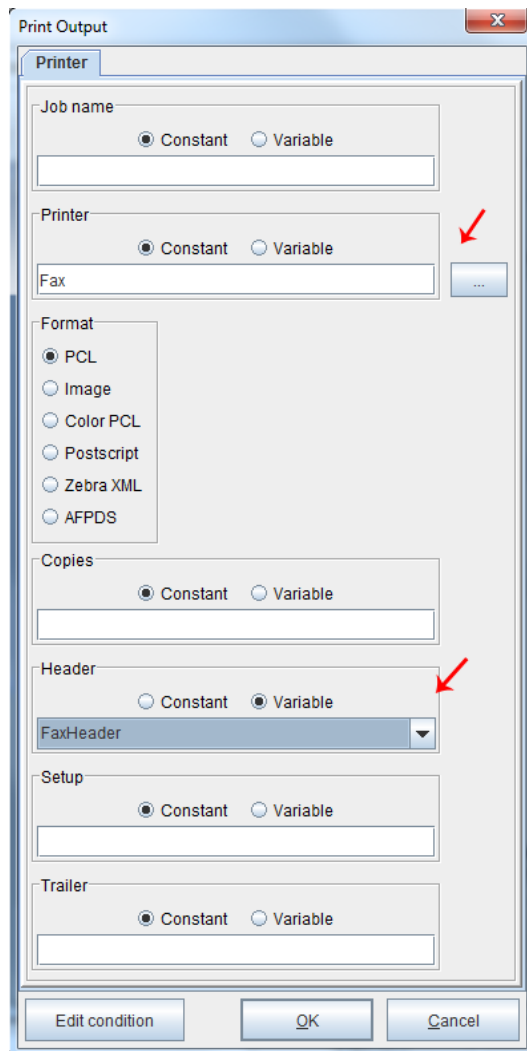 Print Output
Printer
Job name
Constant Variable
Printer
Constant Variable
Fax
...
Format
PCL
Image
Color PCL
Postscript
Zebra XML
AFPDS
Copies
Constant Variable
Header
Constant Variable
FaxHeader
Setup
Constant Variable
Trailer
Constant Variable
Edit condition OK Cancel